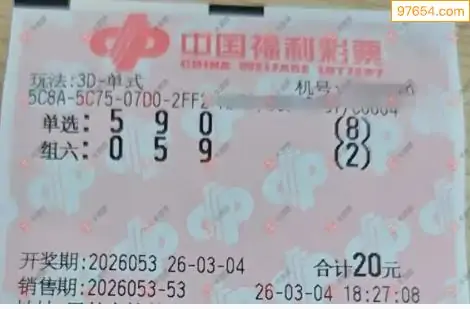 97654.com
中国福利彩票
CHINA WELFARE LOTTERY
玩法:3D-单式 机号:
5C8A-5C75-07D0-2FF2
单选: 5 9 0 (8)
组六: 0 5 9 (2)
开奖期:2026053 26-03-04 合计20元
销售期:2026053-53 26-03-04 18:27:08